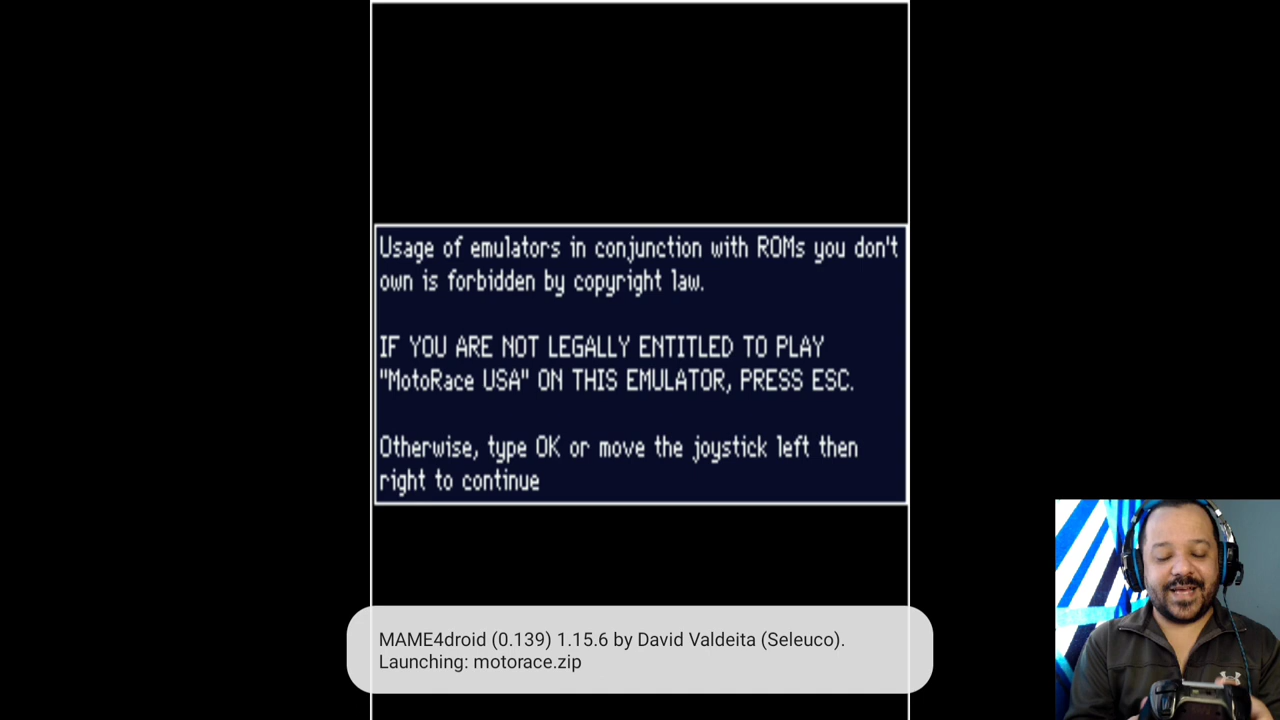 Usage of emulators in conjunction with ROMs you don't
own is forbidden by copyright law.
IF YOU ARE NOT LEGALLY ENTITLED TO PLAY
"MotoRace USA" ON THIS EMULATOR, PRESS ESC.
Otherwise, type OK or move the joystick left then
right to continue
MAME4droid (0.139) 1.15.6 by David Valdeita (Seleuco).
Launching: motorace.zip